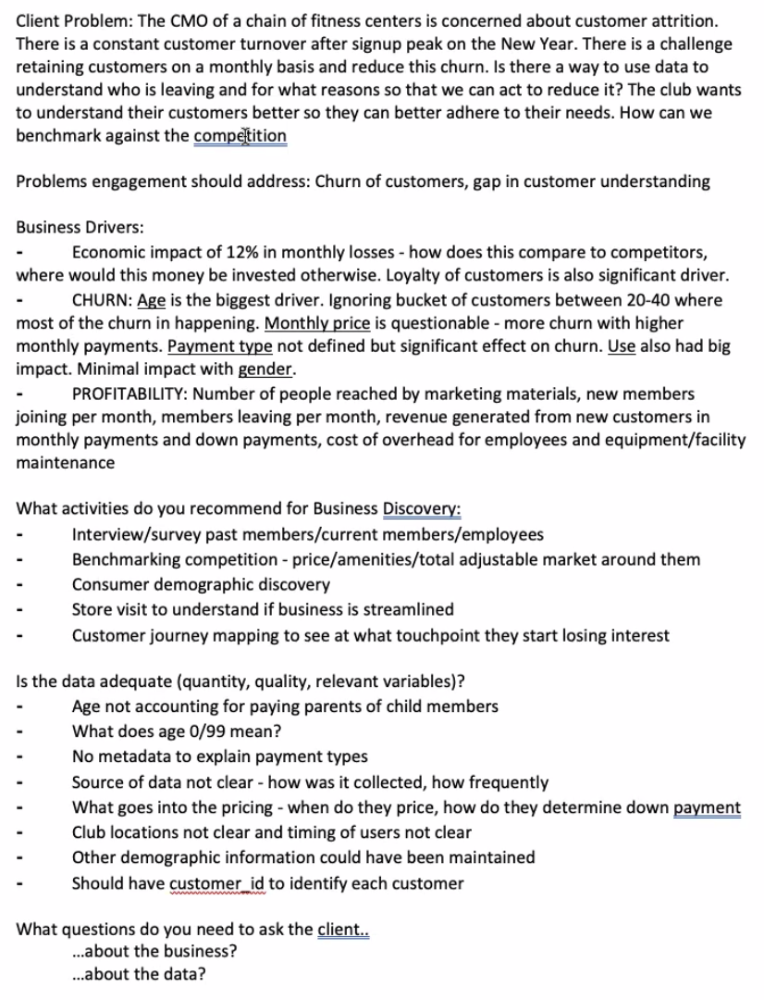 Client Problem: The CMO of a chain of fitness centers is concerned about customer attrition.
There is a constant customer turnover after signup peak on the New Year. There is a challenge
retaining customers on a monthly basis and reduce this churn. Is there a way to use data to
understand who is leaving and for what reasons so that we can act to reduce it? The club wants
to understand their customers better so they can better adhere to their needs. How can we
benchmark against the competition
Problems engagement should address: Churn of customers, gap in customer understanding
Business Drivers:
- Economic impact of 12% in monthly losses - how does this compare to competitors,
where would this money be invested otherwise. Loyalty of customers is also significant driver.
- CHURN: Age is the biggest driver. Ignoring bucket of customers between 20-40 where
most of the churn in happening. Monthly price is questionable - more churn with higher
monthly payments. Payment type not defined but significant effect on churn. Use also had big
impact. Minimal impact with gender.
- PROFITABILITY: Number of people reached by marketing materials, new members
joining per month, members leaving per month, revenue generated from new customers in
monthly payments and down payments, cost of overhead for employees and equipment/facility
maintenance
What activities do you recommend for Business Discovery:
- Interview/survey past members/current members/employees
- Benchmarking competition - price/amenities/total adjustable market around them
- Consumer demographic discovery
- Store visit to understand if business is streamlined
- Customer journey mapping to see at what touchpoint they start losing interest
Is the data adequate (quantity, quality, relevant variables)?
- Age not accounting for paying parents of child members
- What does age 0/99 mean?
- No metadata to explain payment types
- Source of data not clear - how was it collected, how frequently
- What goes into the pricing - when do they price, how do they determine down payment
- Club locations not clear and timing of users not clear
- Other demographic information could have been maintained
- Should have customer_id to identify each customer
What questions do you need to ask the client..
...about the business?
...about the data?